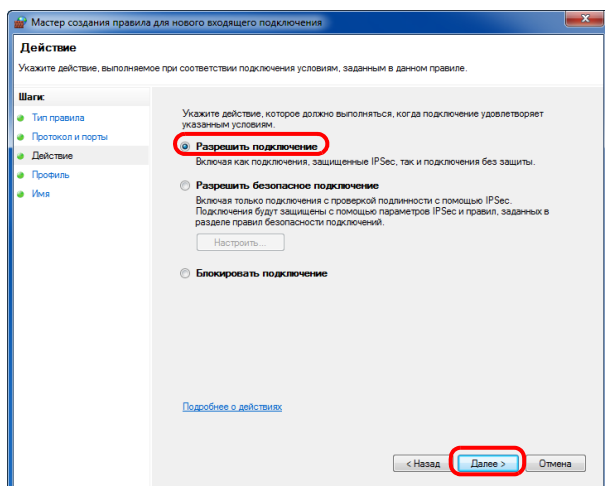 Мастер создания правила для нового входящего подключения
Действие
Укажите действие, выполняемое при соответствии подключения условиям, заданным в данном правиле.
Шаги:
Тип правила
Протокол и порты
Действие
Профиль
Имя
Укажите действие, которое должно выполняться, когда подключение удовлетворяет
указанным условиям.
Разрешить подключение
Включая как подключения, защищенные IPSec, так и подключения без защиты.
Разрешить безопасное подключение
Включая только подключения с проверкой подлинности с помощью IPSec.
Подключения будут защищены с помощью параметров IPSec и правил, заданных в
разделе правил безопасности подключений.
Настроить...
Блокировать подключение
Подробнее о действиях
< Назад
Далее >
Отмена